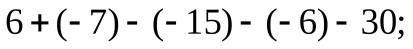 6 + (- 7) - (- 15) - (- 6) - 30;